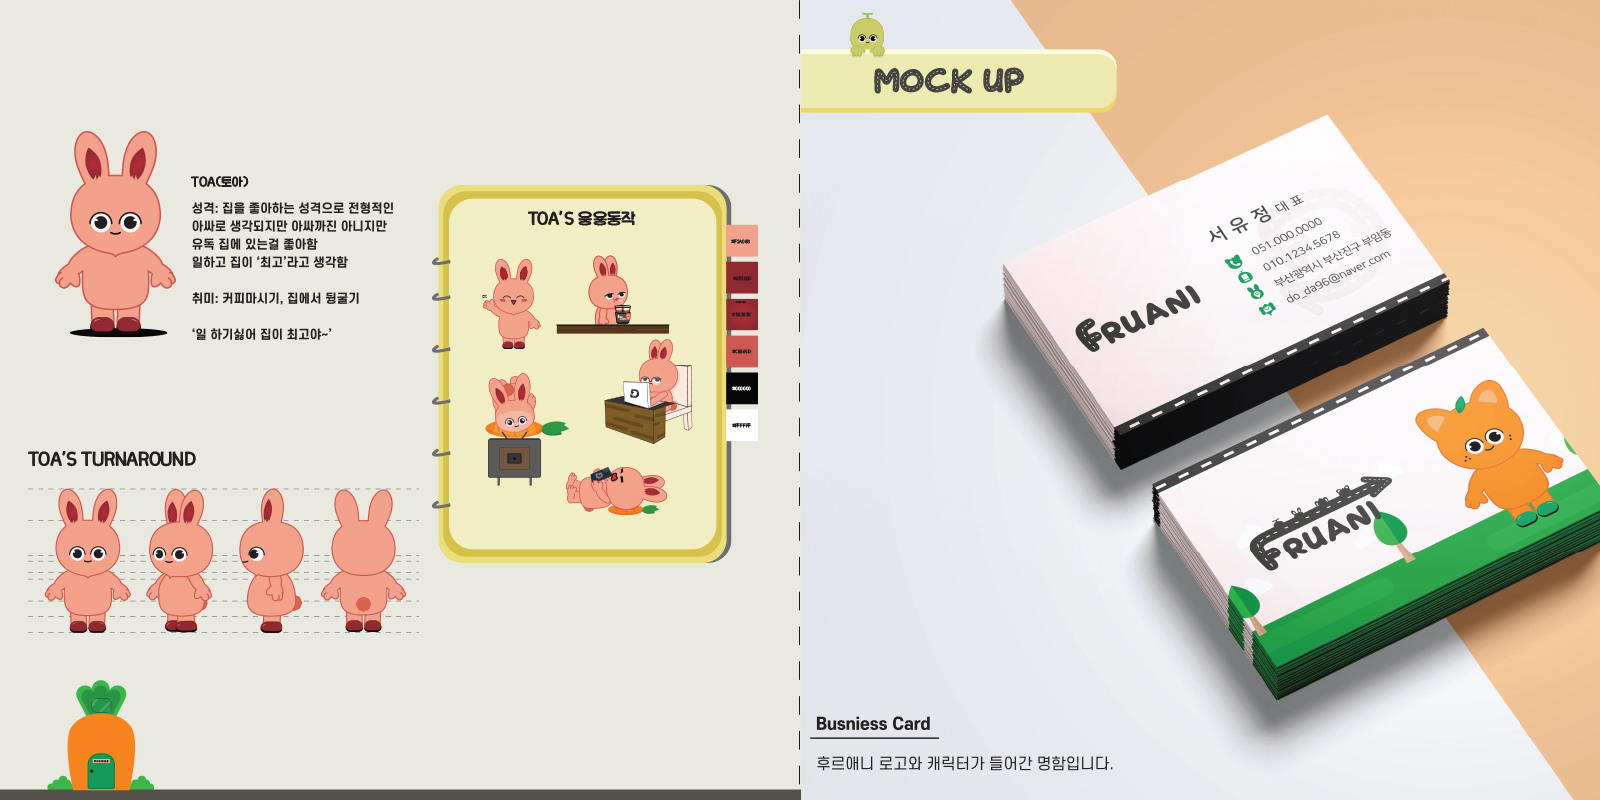 TOA(토아)
성격: 집을 좋아하는 성격으로 전형적인
아싸로 생각되지만 아싸까진 아니지만
유독 집에 있는걸 좋아함
일하고 집이 ‘최고’라고 생각함
취미: 커피마시기, 집에서 뒹굴기
‘일 하기싫어 집이 최고야~’
TOA'S TURNAROUND
TOA'S 응용동작
#000000
#FFFFFF
MOCK UP
서유정 대표
051.000.0000
010.1234.5678
부산광역시 부산진구 부암동
do_da96@naver.com
FRUANI
FRUANI
Busniess Card
후르애니 로고와 캐릭터가 들어간 명함입니다.